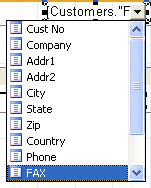 Customers."F
Cust No
Company
Addr1
Addr2
City
State
Zip
Country
Phone
FAX